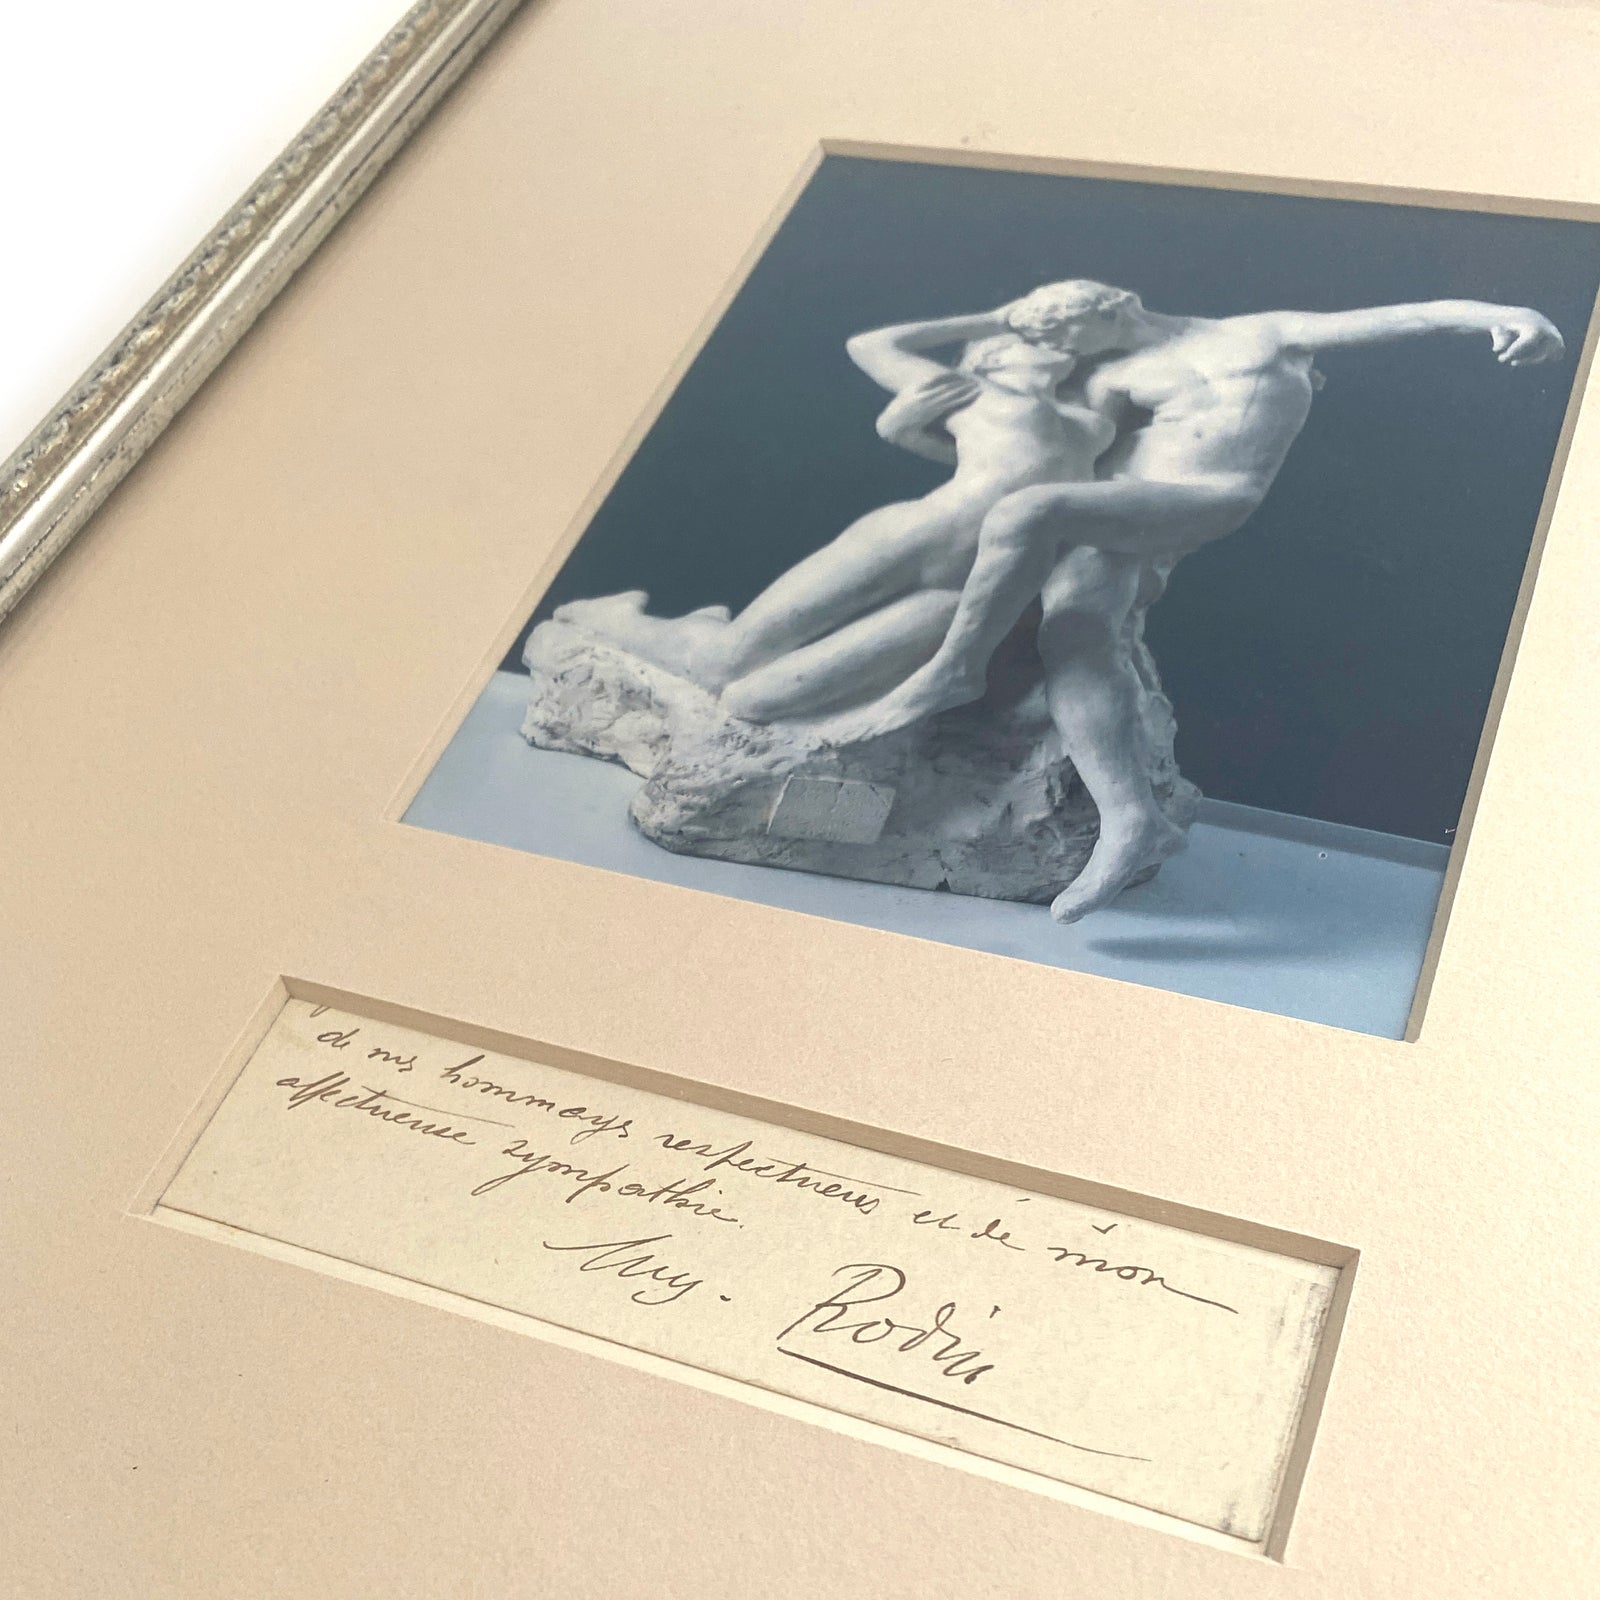 de mes hommages respectueux et de mon
affectueuse sympathie.
Aug. Rodin